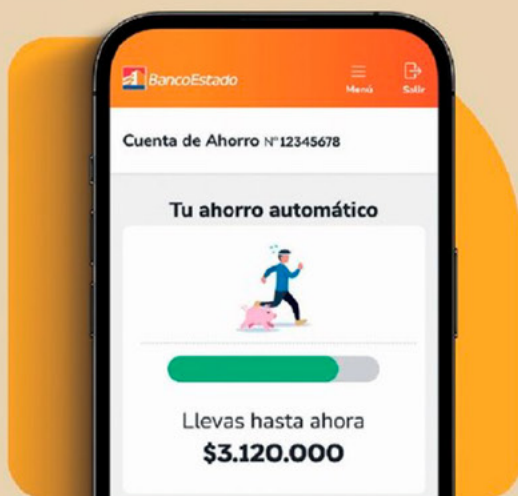 BancoEstado
Menú
Salir
Cuenta de Ahorro N°12345678
Tu ahorro automático
Llevas hasta ahora
$3.120.000